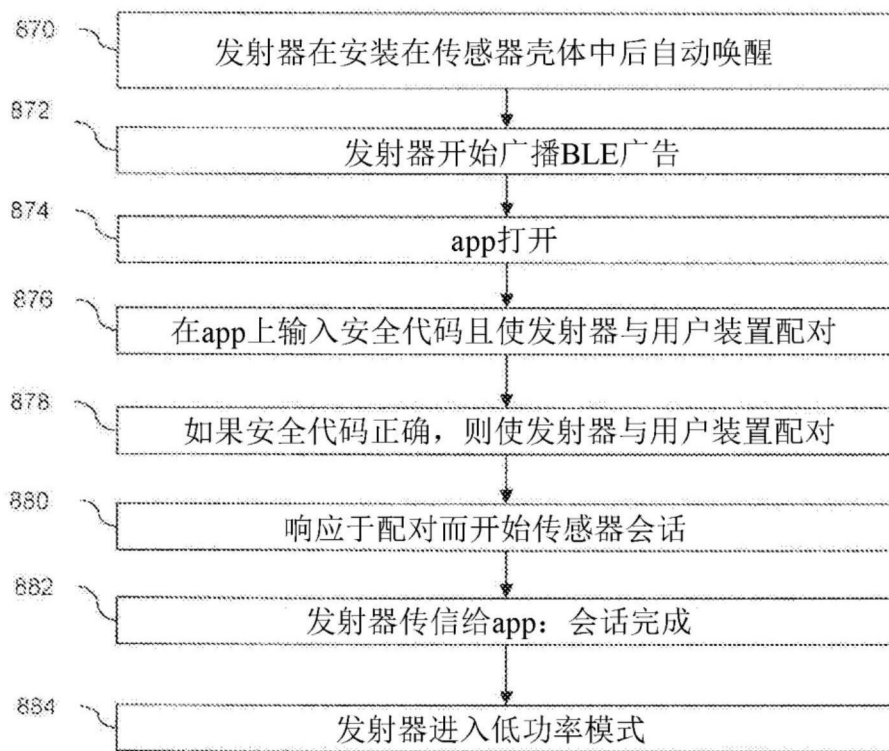 870
发射器在安装在传感器壳体中后自动唤醒
872
发射器开始广播BLE广告
874
app打开
876
在app上输入安全代码且使发射器与用户装置配对
878
如果安全代码正确，则使发射器与用户装置配对
880
响应于配对而开始传感器会话
882
发射器传信给app：会话完成
884
发射器进入低功率模式